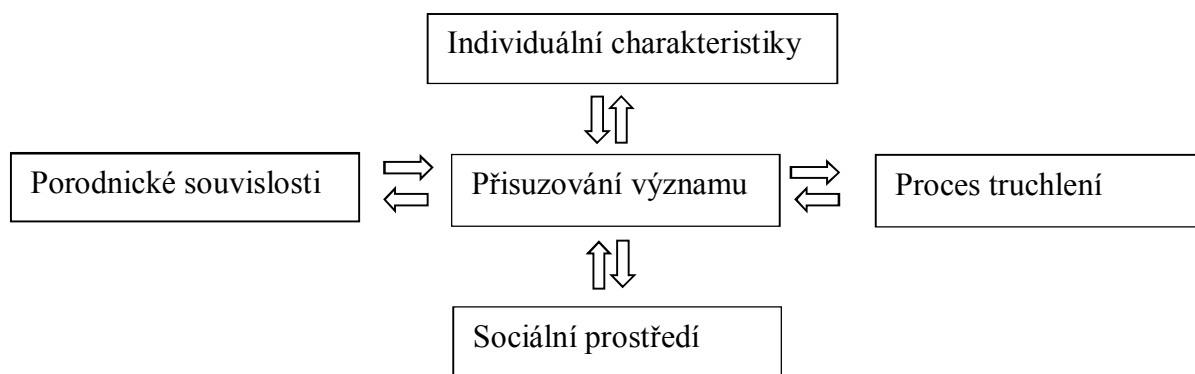 Individuální charakteristiky
Porodnické souvislosti
Přisuzování významu
Proces truchlení
Sociální prostředí